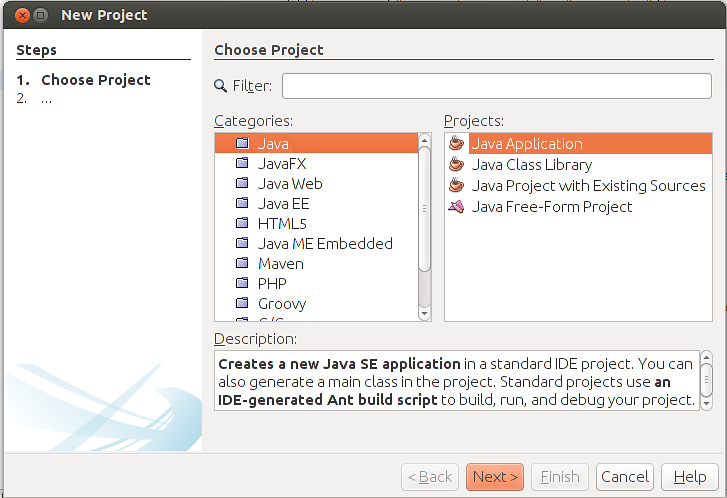 New Project
Steps
1. Choose Project
2. ...
Choose Project
Filter:
Categories:
Java
JavaFX
Java Web
Java EE
HTML5
Java ME Embedded
Maven
PHP
Groovy
Projects:
Java Application
Java Class Library
Java Project with Existing Sources
Java Free-Form Project
Description:
Creates a new Java SE application in a standard IDE project. You can
also generate a main class in the project. Standard projects use an
IDE-generated Ant build script to build, run, and debug your project.
< Back
Next >
Finish
Cancel
Help